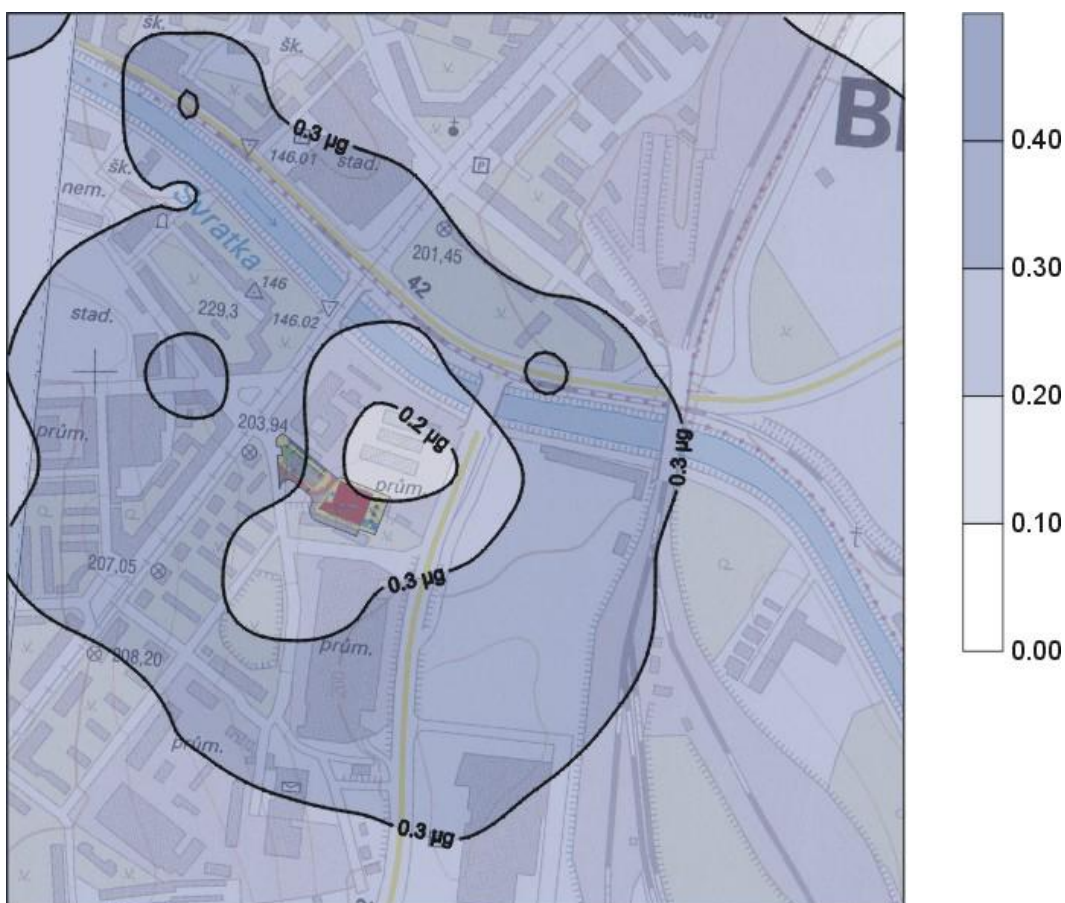 šk.
šk.
0.3 µg
stad.
146.01
šk.
nem.
Svratka
201,45
42
146
229,3
146.02
stad.
203,94
0.2 µg
prům.
prům.
0.3 µg
207,05
0.3 µg
208,20
prům.
prům.
0.3 µg
P
B
0.40
0.30
0.20
0.10
0.00